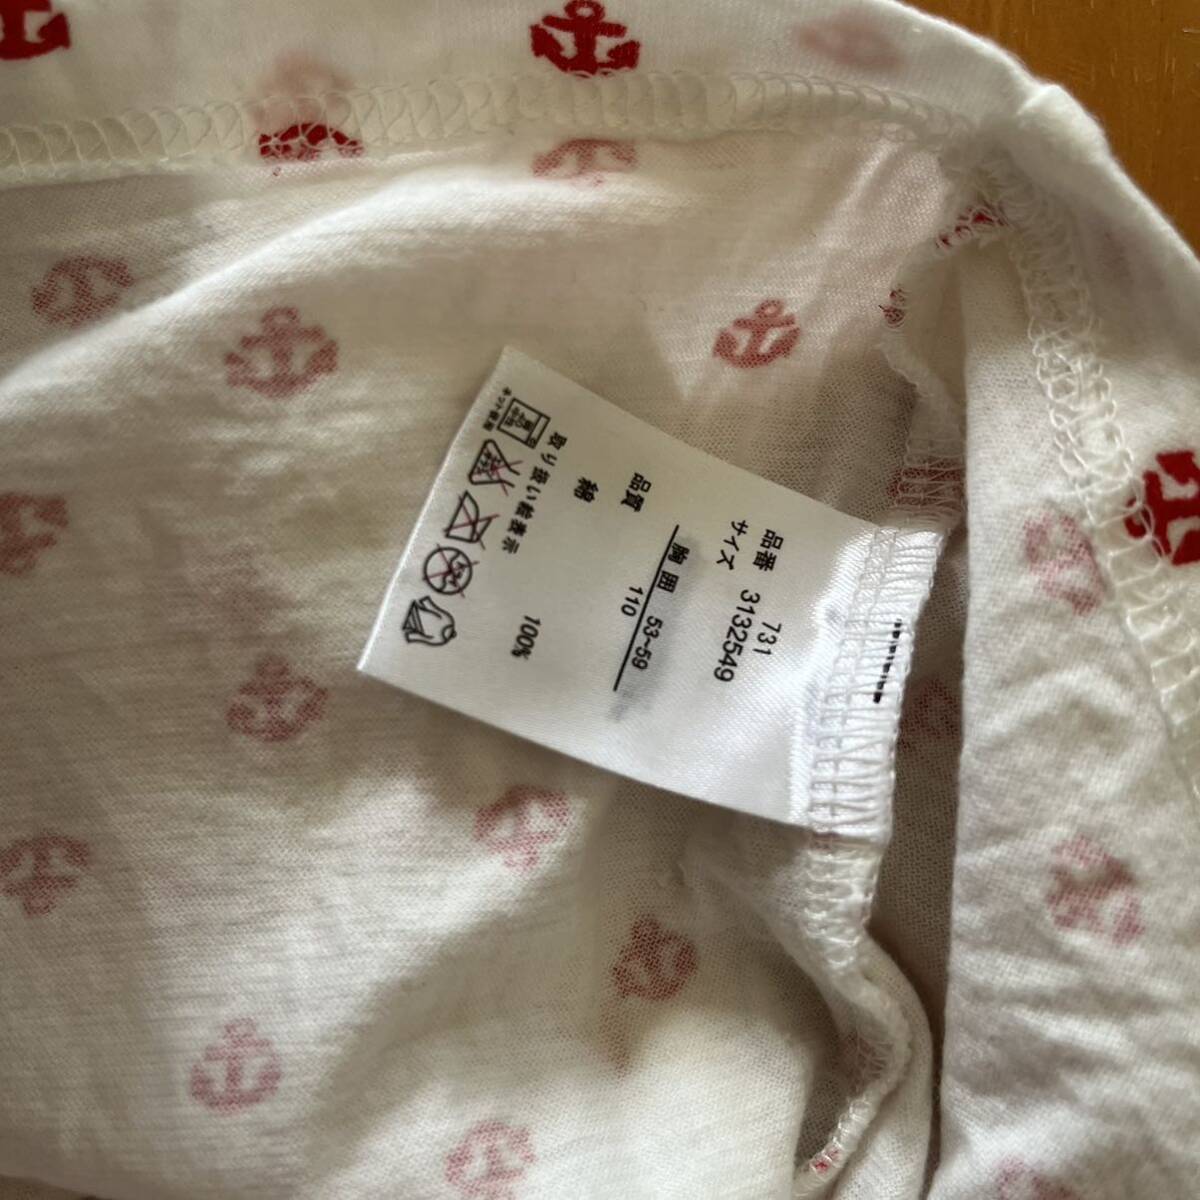 731
品番 3132549
サイズ
胸囲 53~59
110
品質
綿 100%
取り扱い絵表示